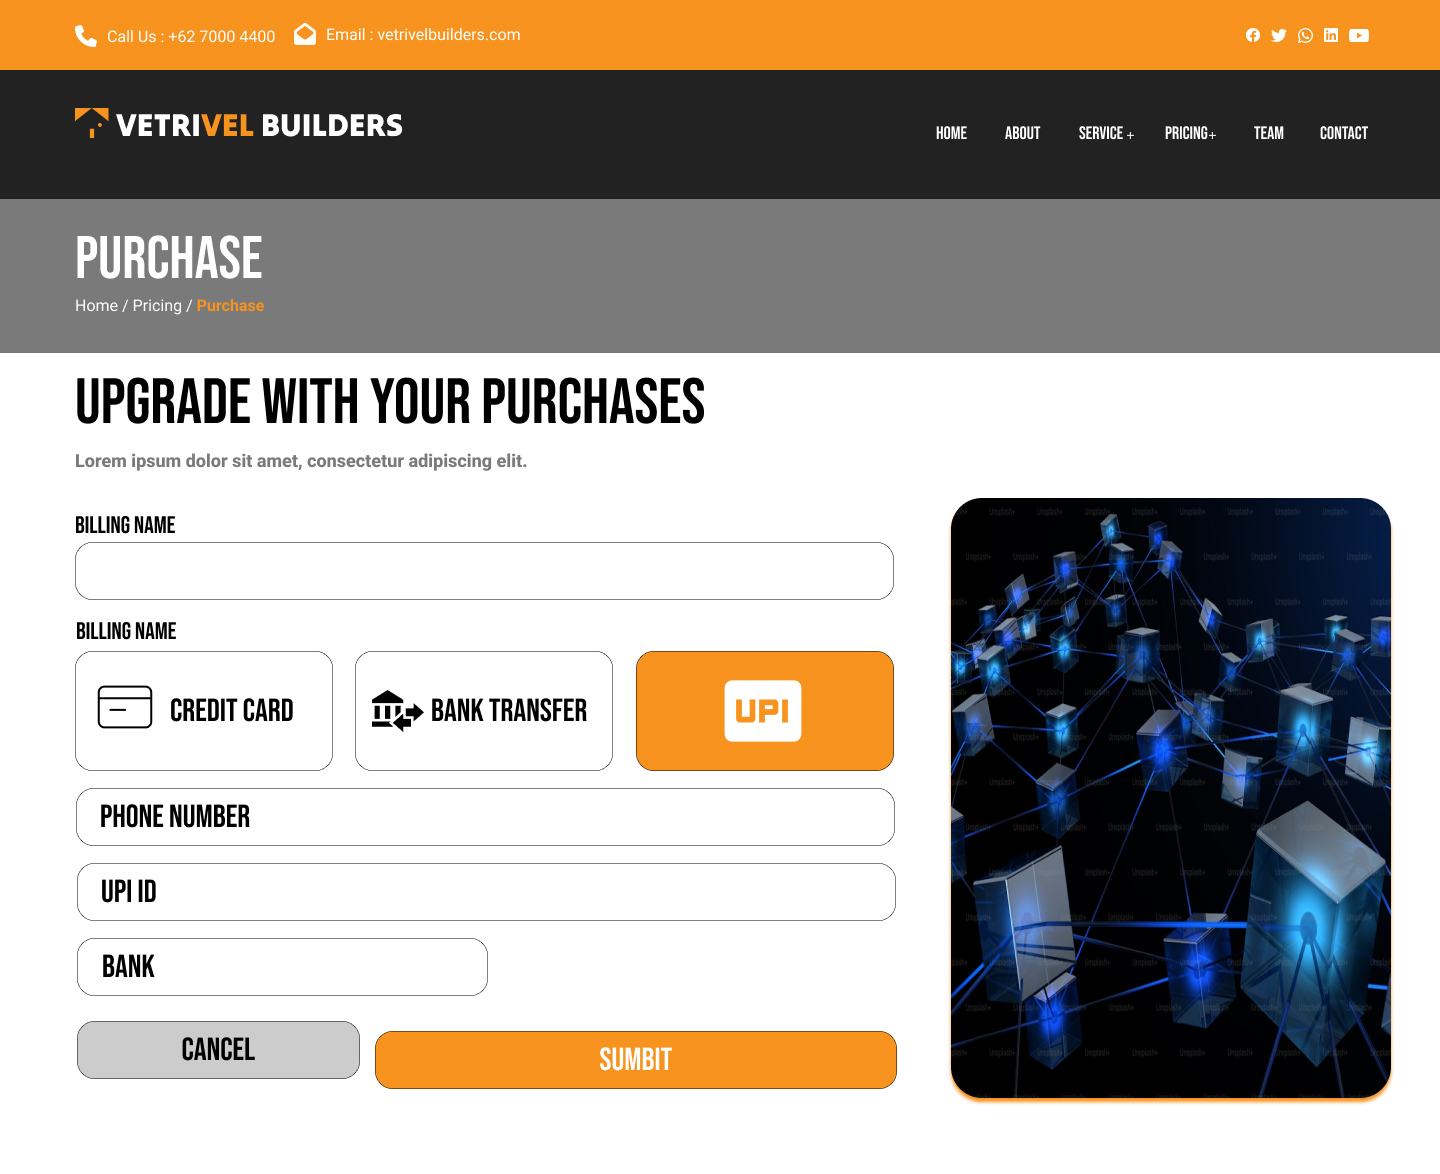 Call Us : +62 7000 4400
Email : vetrivelbuilders.com
VETRIVEL BUILDERS
HOME ABOUT SERVICE + PRICING+ TEAM CONTACT
PURCHASE
Home / Pricing / Purchase
UPGRADE WITH YOUR PURCHASES
Lorem ipsum dolor sit amet, consectetur adipiscing elit.
BILLING NAME
BILLING NAME
CREDIT CARD
BANK TRANSFER
UPI
PHONE NUMBER
UPI ID
BANK
CANCEL
SUMBIT
Unsplash+